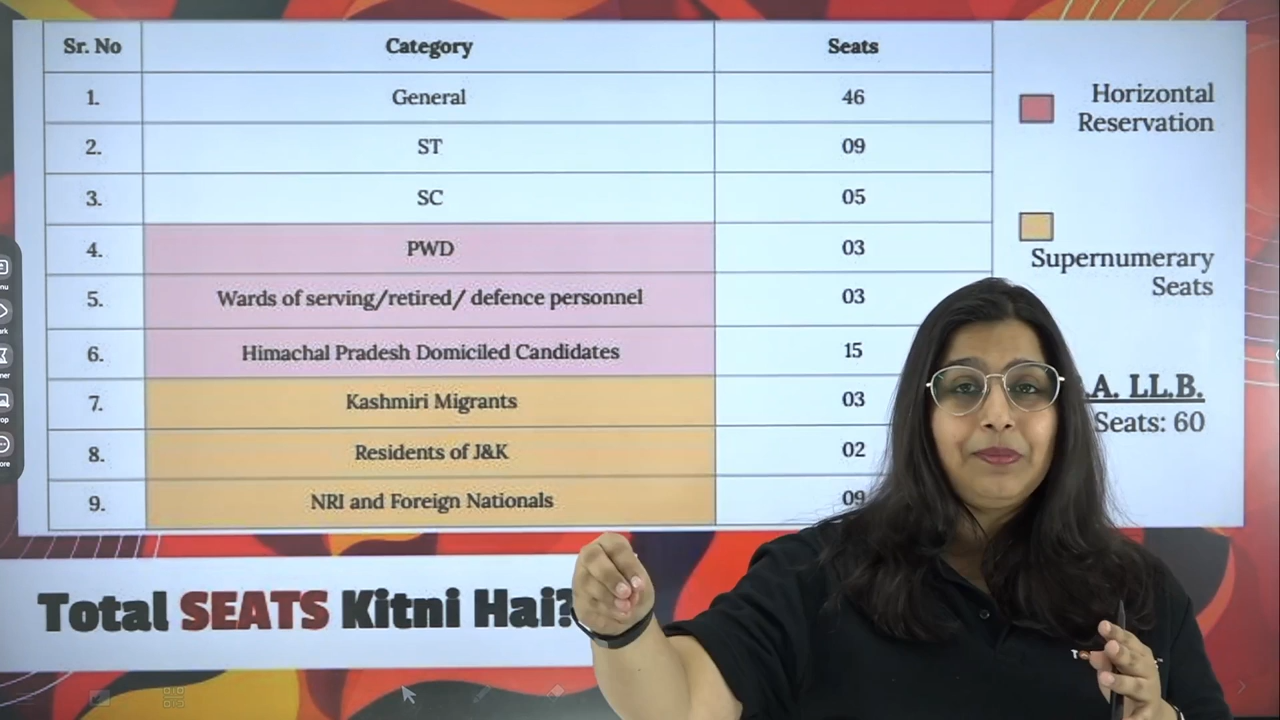 Sr. No Category Seats
1. General 46
2. ST 09
3. SC 05
4. PWD 03
5. Wards of serving/retired/ defence personnel 03
6. Himachal Pradesh Domiciled Candidates 15
7. Kashmiri Migrants 03
8. Residents of J&K 02
9. NRI and Foreign Nationals 09
Horizontal
Reservation
Supernumerary
Seats
.A. LL.B.
Seats: 60
Total SEATS Kitni Hai?